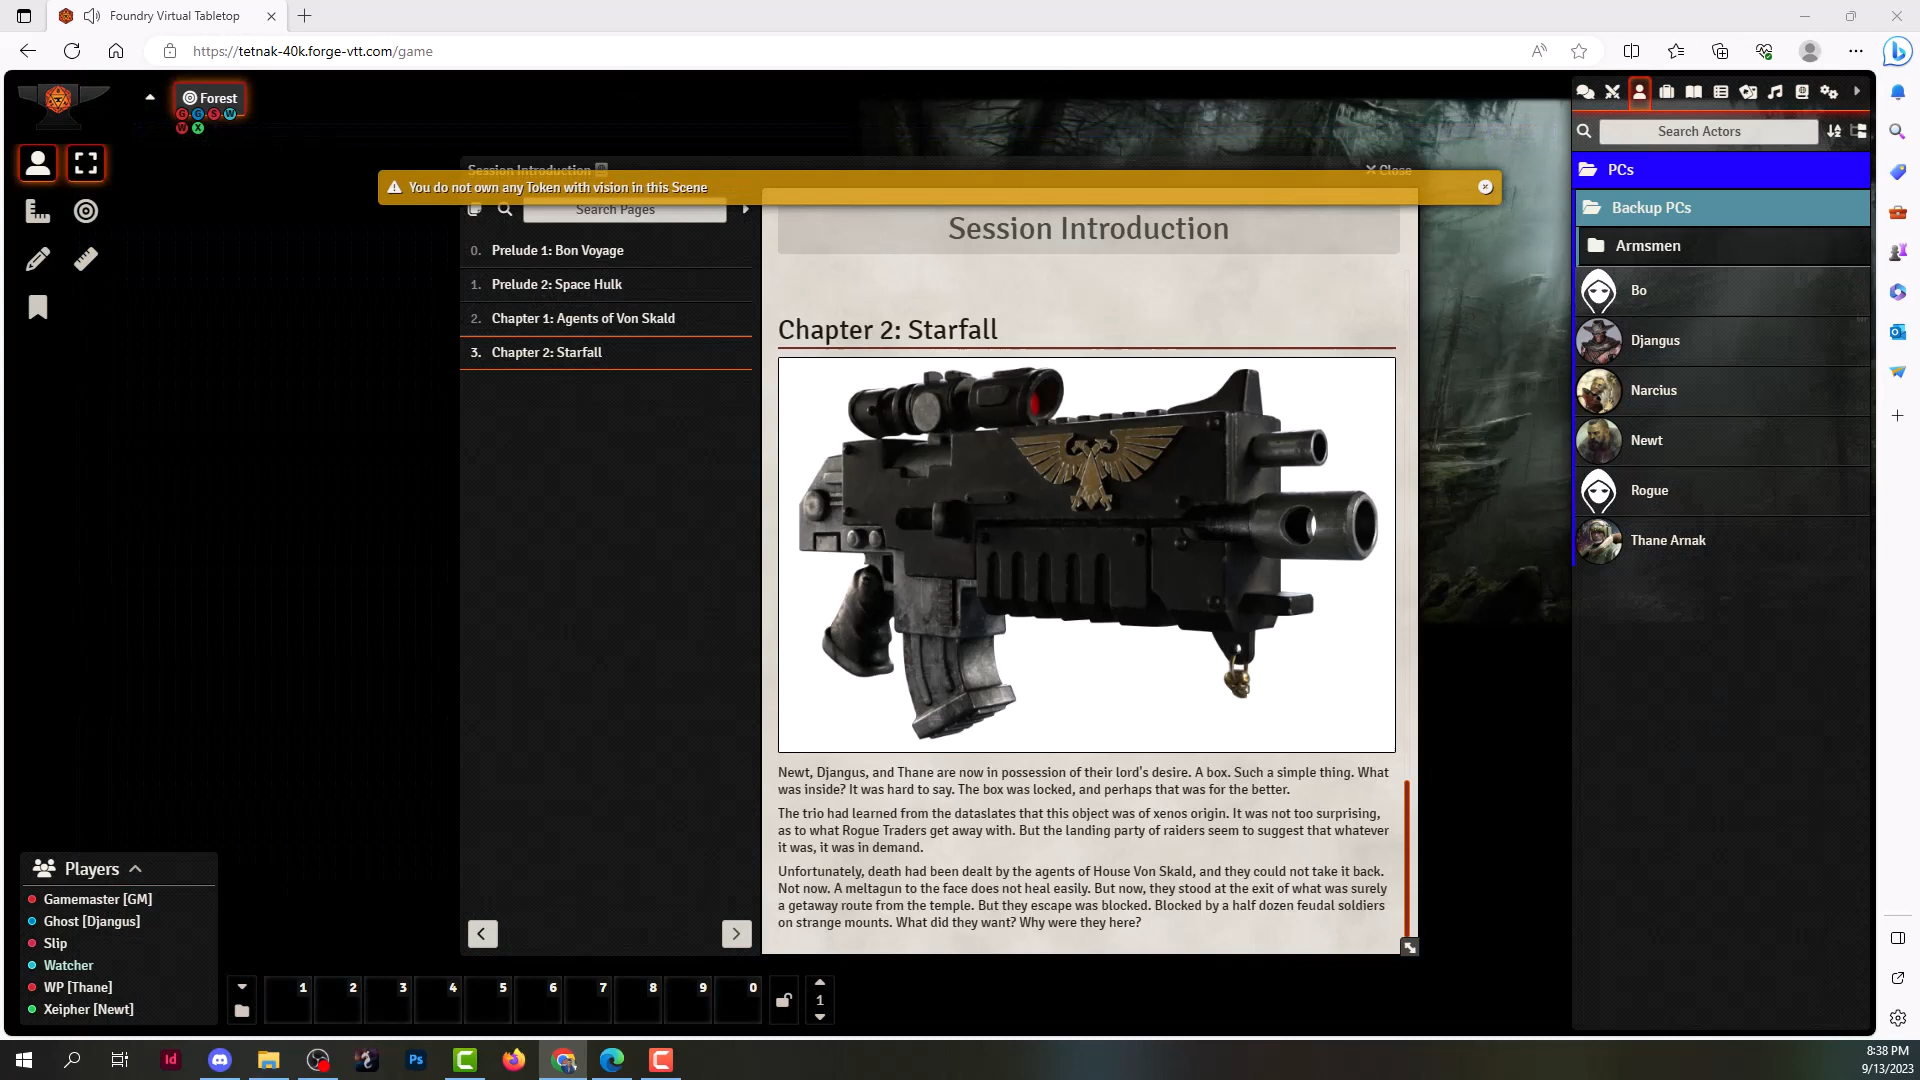 Foundry Virtual Tabletop
https://tetnak-40k.forge-vtt.com/game
Forest
G G S W
W X
Session Introduction
Close
You do not own any Token with vision in this Scene
Search Pages
0. Prelude 1: Bon Voyage
1. Prelude 2: Space Hulk
2. Chapter 1: Agents of Von Skald
3. Chapter 2: Starfall
Session Introduction
Chapter 2: Starfall
Newt, Djangus, and Thane are now in possession of their lord's desire. A box. Such a simple thing. What
was inside? It was hard to say. The box was locked, and perhaps that was for the better.
The trio had learned from the dataslates that this object was of xenos origin. It was not too surprising,
as to what Rogue Traders get away with. But the landing party of raiders seem to suggest that whatever
it was, it was in demand.
Unfortunately, death had been dealt by the agents of House Von Skald, and they could not take it back.
Not now. A meltagun to the face does not heal easily. But now, they stood at the exit of what was surely
a getaway route from the temple. But they escape was blocked. Blocked by a half dozen feudal soldiers
on strange mounts. What did they want? Why were they here?
Search Actors
PCs
Backup PCs
Armsmen
Bo
Djangus
Narcius
Newt
Rogue
Thane Arnak
Players
Gamemaster [GM]
Ghost [Djangus]
Slip
Watcher
WP [Thane]
Xeipher [Newt]
1 2 3 4 5 6 7 8 9 0
1
Id
Ps
8:38 PM
9/13/2023